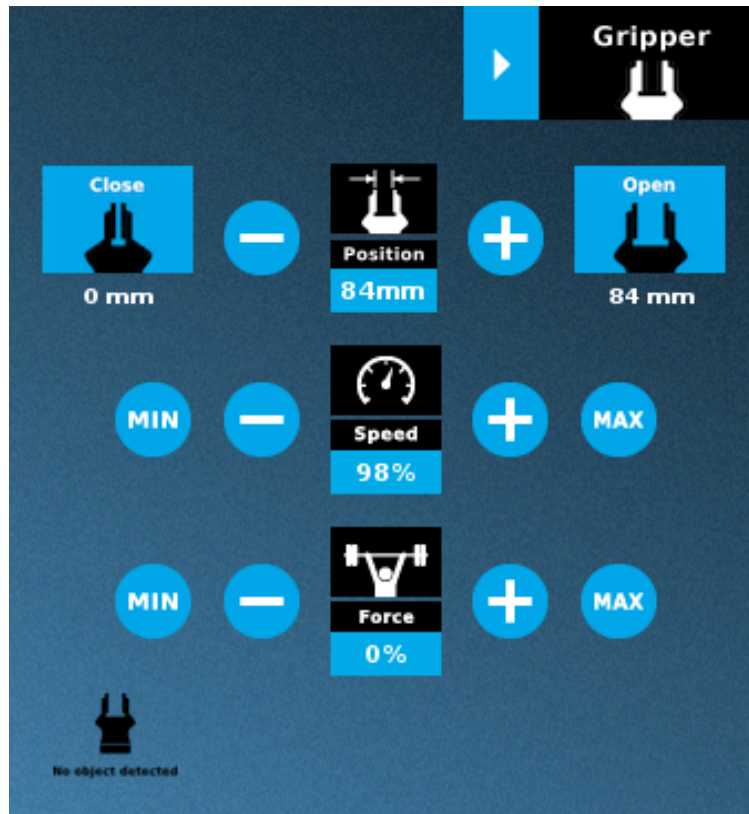 Gripper
Close
Open
Position
84mm
0 mm
84 mm
MIN
MAX
Speed
98%
MIN
MAX
Force
0%
No object detected